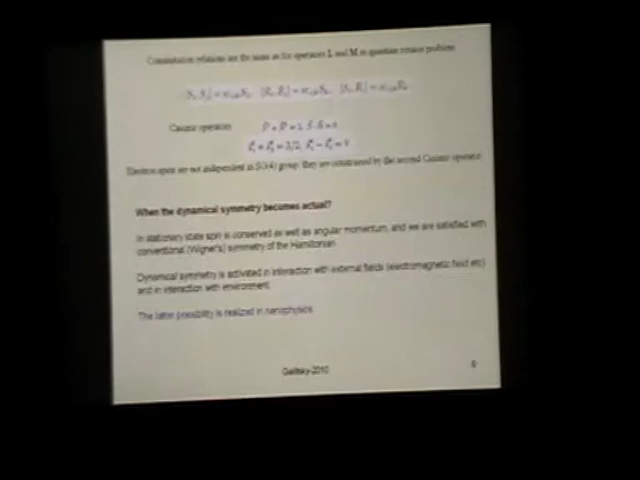 Commutation relations are the same as for operators L and M in quantum rotator problem
Casimir operators
Electron spins are not independent in SO(4) group: they are constrained by the second Casimir operator.
When the dynamical symmetry becomes actual?
In stationary state spin is conserved as well as angular momentum, and we are satisfied with
conventional (Wigner's) symmetry of the Hamiltonian.
Dynamical symmetry is activated in interaction with external fields (electromagnetic field etc)
and in interaction with environment.
The latter possibility is realized in nanophysics
Galitsky-2010